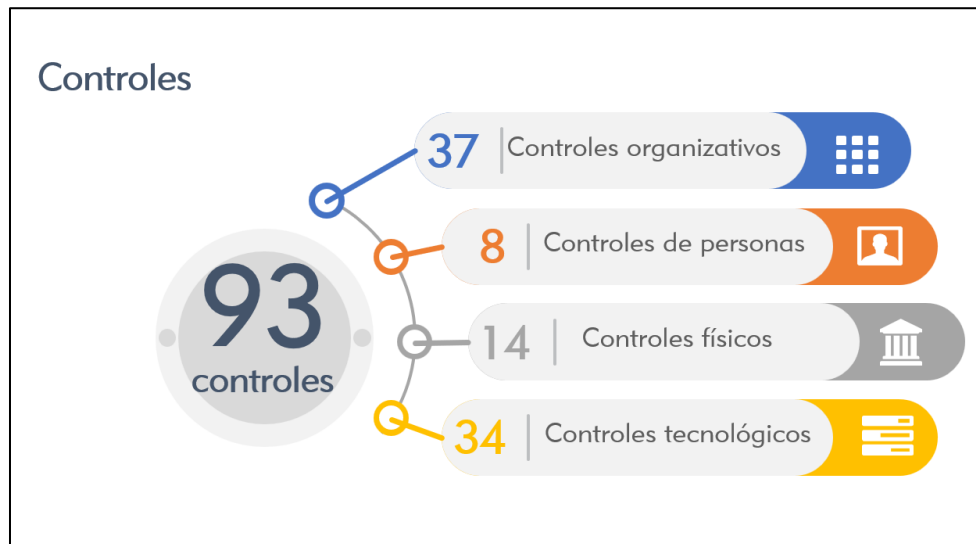 Controles
37 Controles organizativos
8 Controles de personas
93
controles
14 Controles físicos
34 Controles tecnológicos